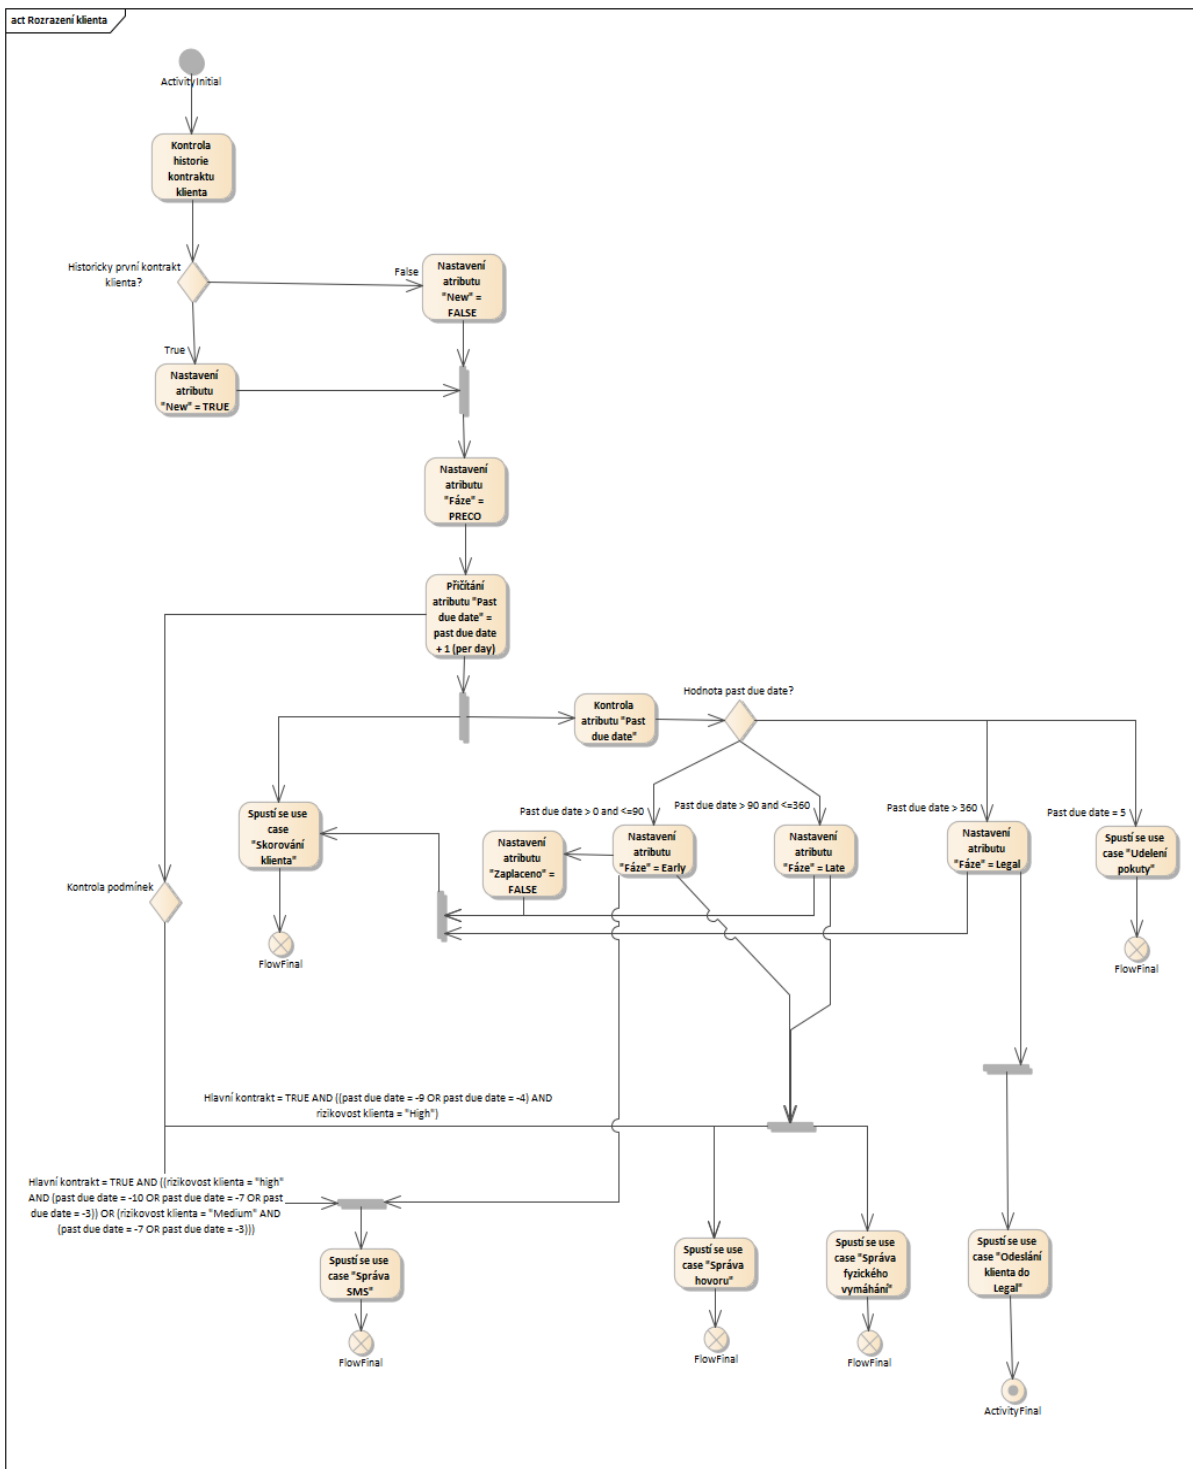 act Rozrazení klienta
ActivityInitial
Kontrola
historie
kontraktu
klienta
Historicky první kontrakt
klienta?
False
Nastavení
atributu
"New" =
FALSE
True
Nastavení
atributu
"New" = TRUE
Nastavení
atributu
"Fáze" =
PRECO
Přičítání
atributu "Past
due date" =
past due date
+ 1 (per day)
Hodnota past due date?
Kontrola
atributu "Past
due date"
Past due date > 0 and <=90
Past due date > 90 and <=360
Past due date > 360
Past due date = 5
Spustí se use
case
"Skorování
klienta"
Nastavení
atributu
"Zaplaceno" =
FALSE
Nastavení
atributu
"Fáze" = Early
Nastavení
atributu
"Fáze" = Late
Nastavení
atributu
"Fáze" = Legal
Spustí se use
case "Udelení
pokuty"
Kontrola podmínek
FlowFinal
FlowFinal
Hlavní kontrakt = TRUE AND ((past due date = -9 OR past due date = -4) AND
rizikovost klienta = "High")
Hlavní kontrakt = TRUE AND ((rizikovost klienta = "high"
AND (past due date = -10 OR past due date = -7 OR past
due date = -3)) OR (rizikovost klienta = "Medium" AND
(past due date = -7 OR past due date = -3)))
Spustí se use
case "Správa
SMS"
Spustí se use
case "Správa
hovoru"
Spustí se use
case "Správa
fyzického
vymáhání"
Spustí se use
case "Odeslání
klienta do
Legal"
FlowFinal
FlowFinal
FlowFinal
ActivityFinal